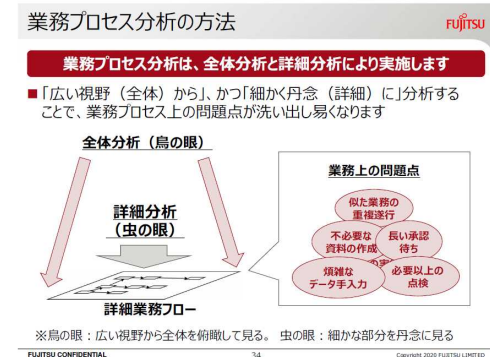 業務プロセス分析の方法
FUJITSU
業務プロセス分析は、全体分析と詳細分析により実施します
■「広い視野（全体）から」、かつ「細かく丹念（詳細）に」分析する
ことで、業務プロセス上の問題点が洗い出し易くなります
全体分析（鳥の眼）
詳細分析
（虫の眼）
詳細業務フロー
業務上の問題点
似た業務の
重複遂行
不必要な
資料の作成
長い承認
待ち
煩雑な
データ手入力
必要以上の
点検
※鳥の眼：広い視野から全体を俯瞰して見る。 虫の眼：細かな部分を丹念に見る
FUJITSU CONFIDENTIAL
34
Copyright 2020 FUJITSU LIMITED